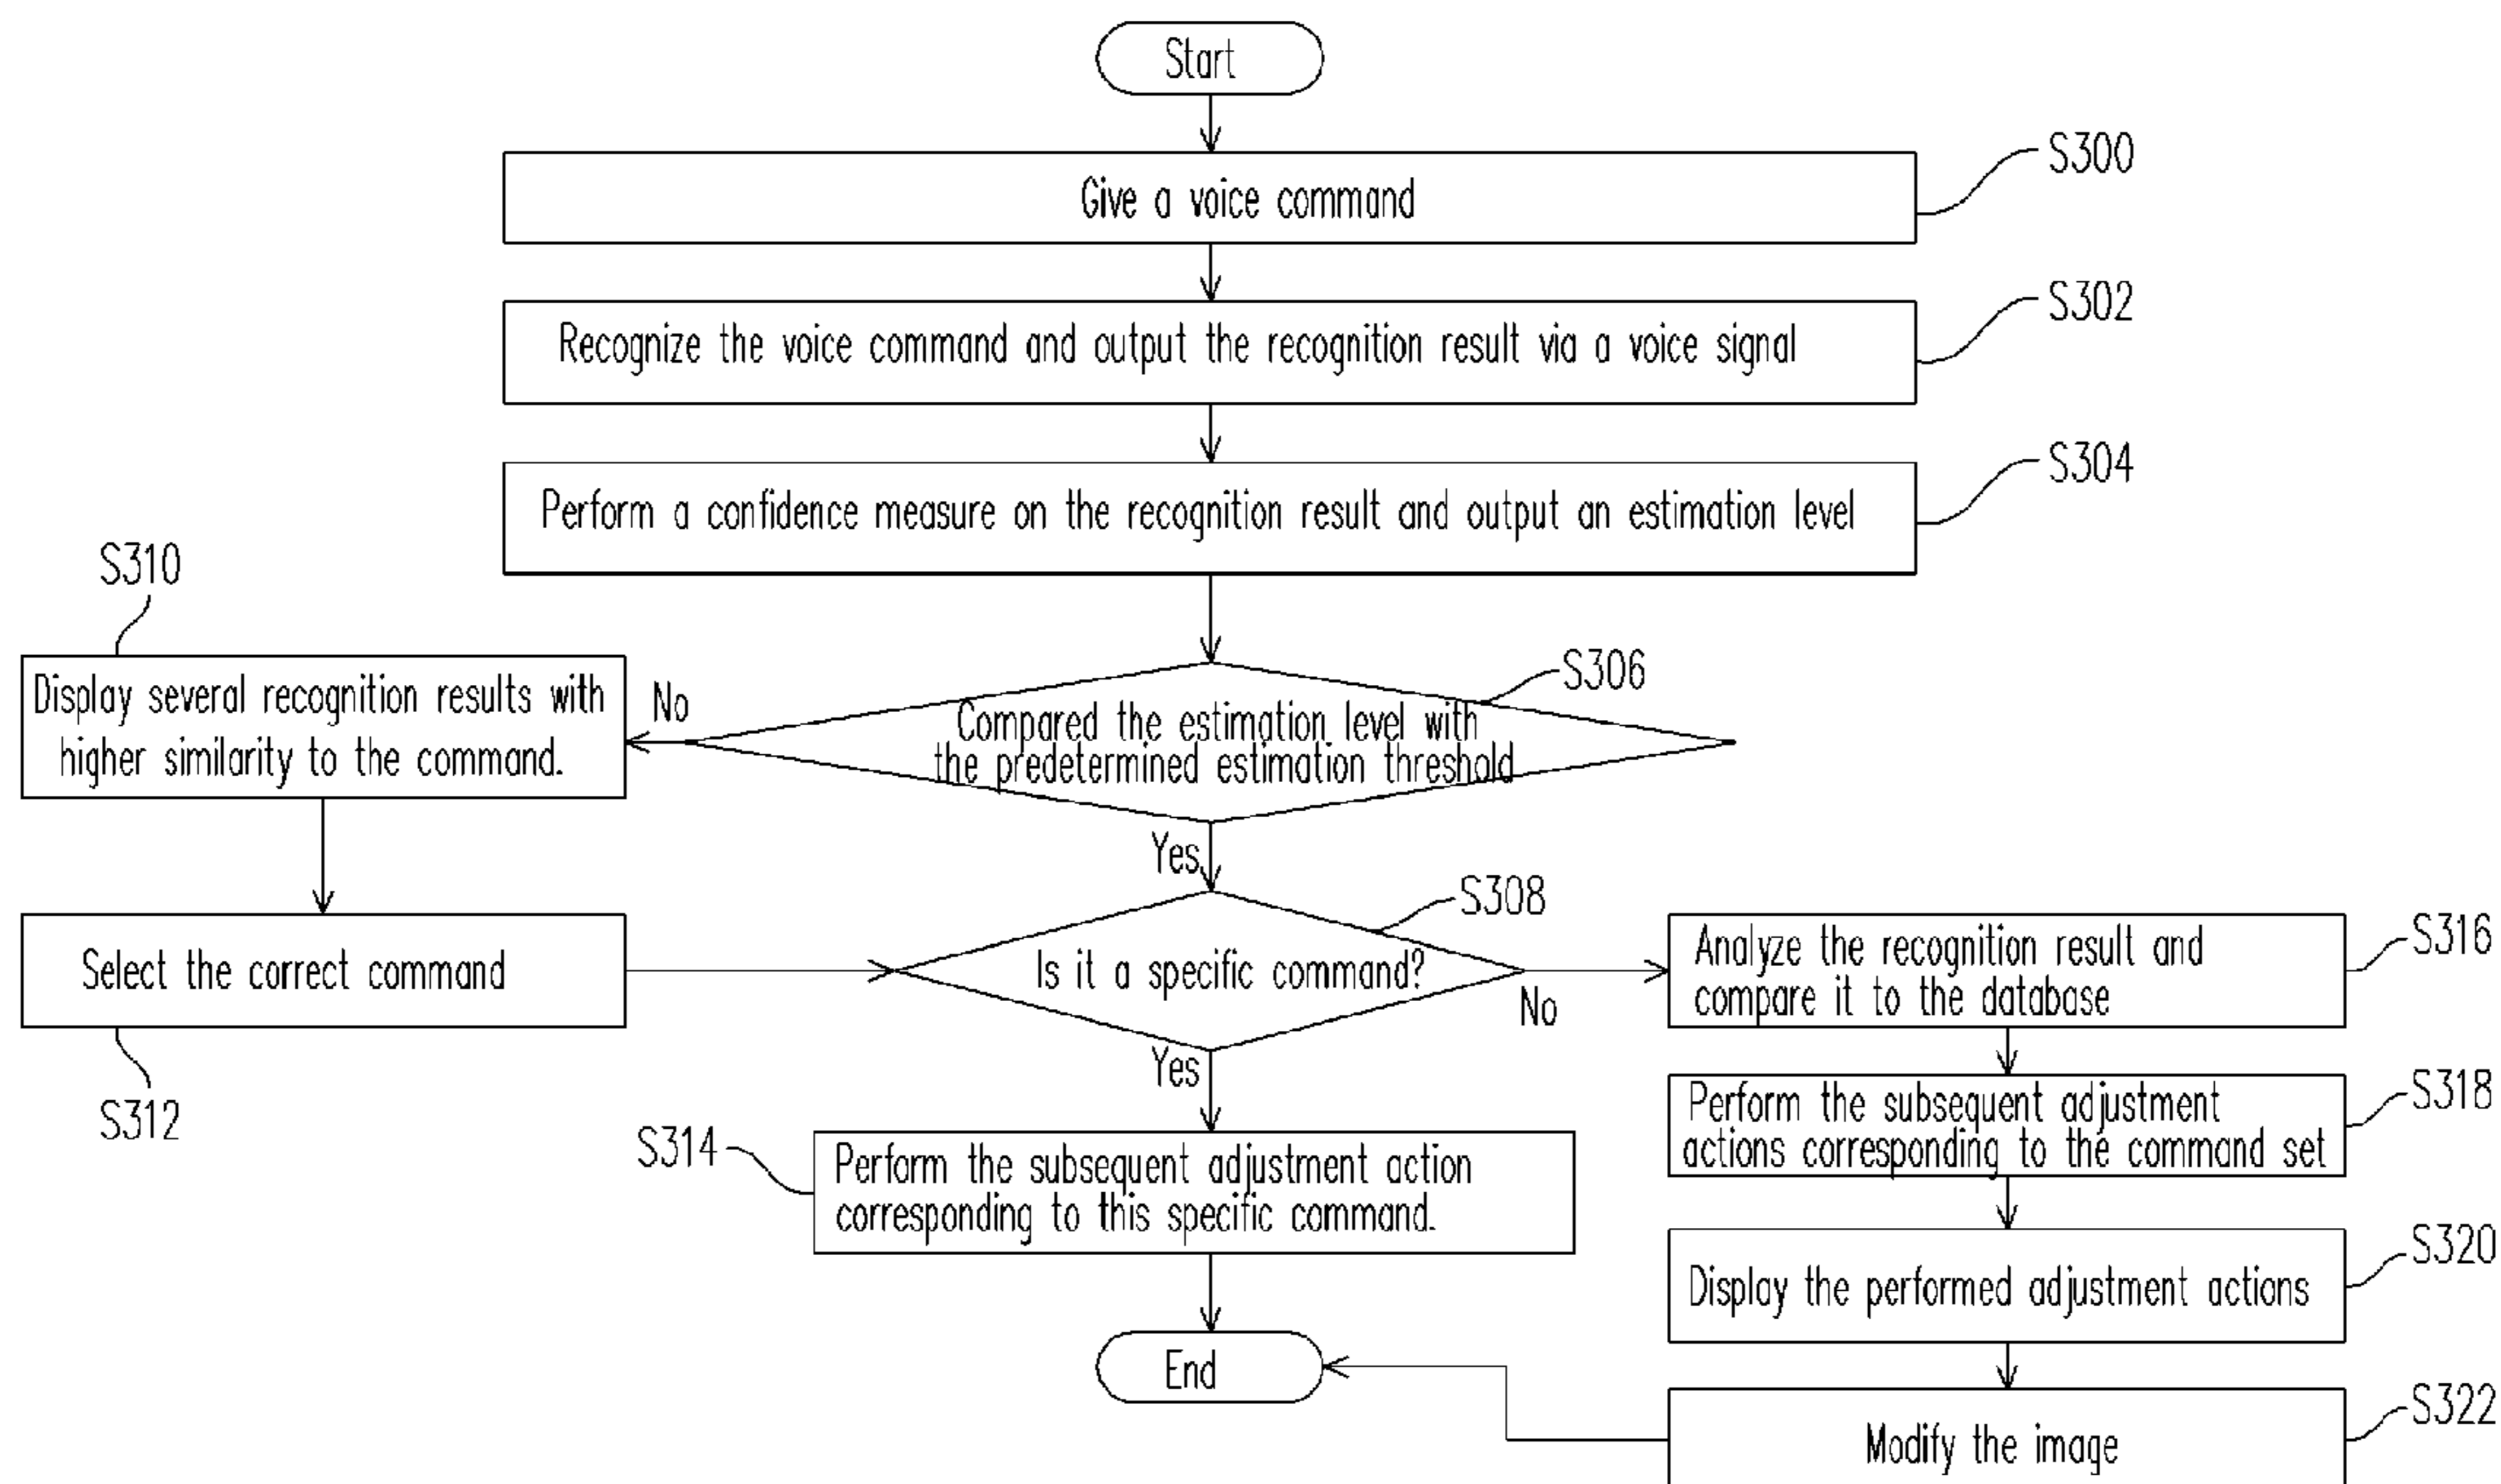 Start
Give a voice command
S300
Recognize the voice command and output the recognition result via a voice signal
S302
Perform a confidence measure on the recognition result and output an estimation level
S304
S310
Display several recognition results with
higher similarity to the command.
No
Compared the estimation level with
the predetermined estimation threshold
S306
Yes
Select the correct command
S312
Is it a specific command?
S308
No
Yes
S314
Perform the subsequent adjustment action
corresponding to this specific command.
Analyze the recognition result and
compare it to the database
S316
Perform the subsequent adjustment
actions corresponding to the command set
S318
Display the performed adjustment actions
S320
Modify the image
S322
End